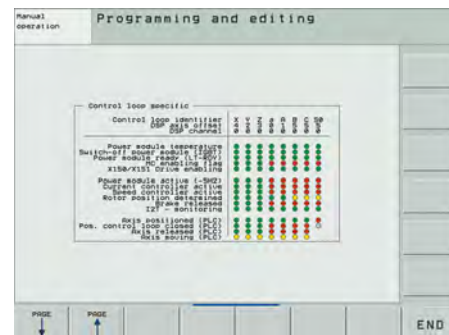 Manual operation
Programming and editing
Control loop specific
Control loop identifier X Y Z a A B C S0
DSP axis offset
DSP channel
Power module temperature
Switch-off power module (IGBT)
Power module ready (LT-RDY)
MC enabling flag
X150/X151 Drive enabling
Power module active (-SH2)
Current controller active
Speed controller active
Rotor position determined
Brake released
I2T - monitoring
Axis positioned (PLC)
Pos. control loop closed (PLC)
Axis released (PLC)
Axis moving (PLC)
PAGE
PAGE
END